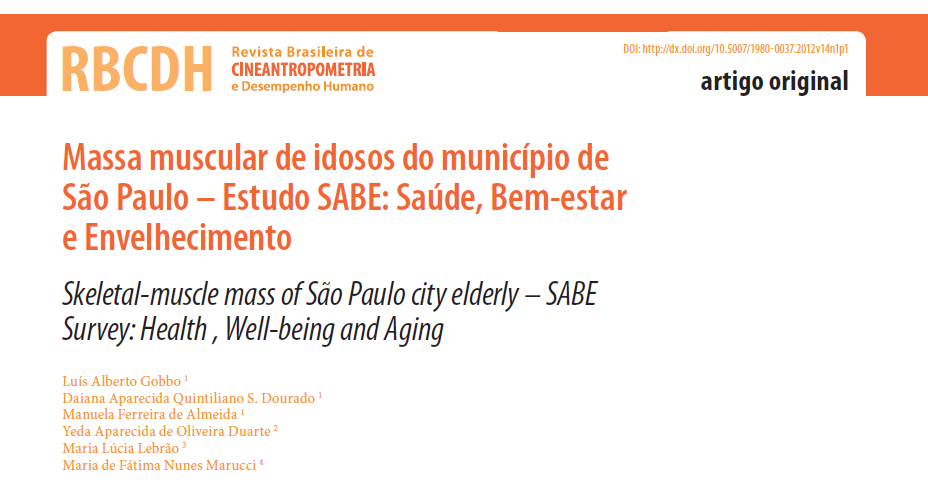 RBCDH
Revista Brasileira de
CINEANTROPOMETRIA
e Desempenho Humano
DOI: http://dx.doi.org/10.5007/1980-0037.2012v14n1p1
artigo original
Massa muscular de idosos do município de
São Paulo – Estudo SABE: Saúde, Bem-estar
e Envelhecimento
Skeletal-muscle mass of São Paulo city elderly – SABE
Survey: Health , Well-being and Aging
Luís Alberto Gobbo 1
Daiana Aparecida Quintiliano S. Dourado 1
Manuela Ferreira de Almeida 1
Yeda Aparecida de Oliveira Duarte 2
Maria Lúcia Lebrão 3
Maria de Fátima Nunes Marucci 4